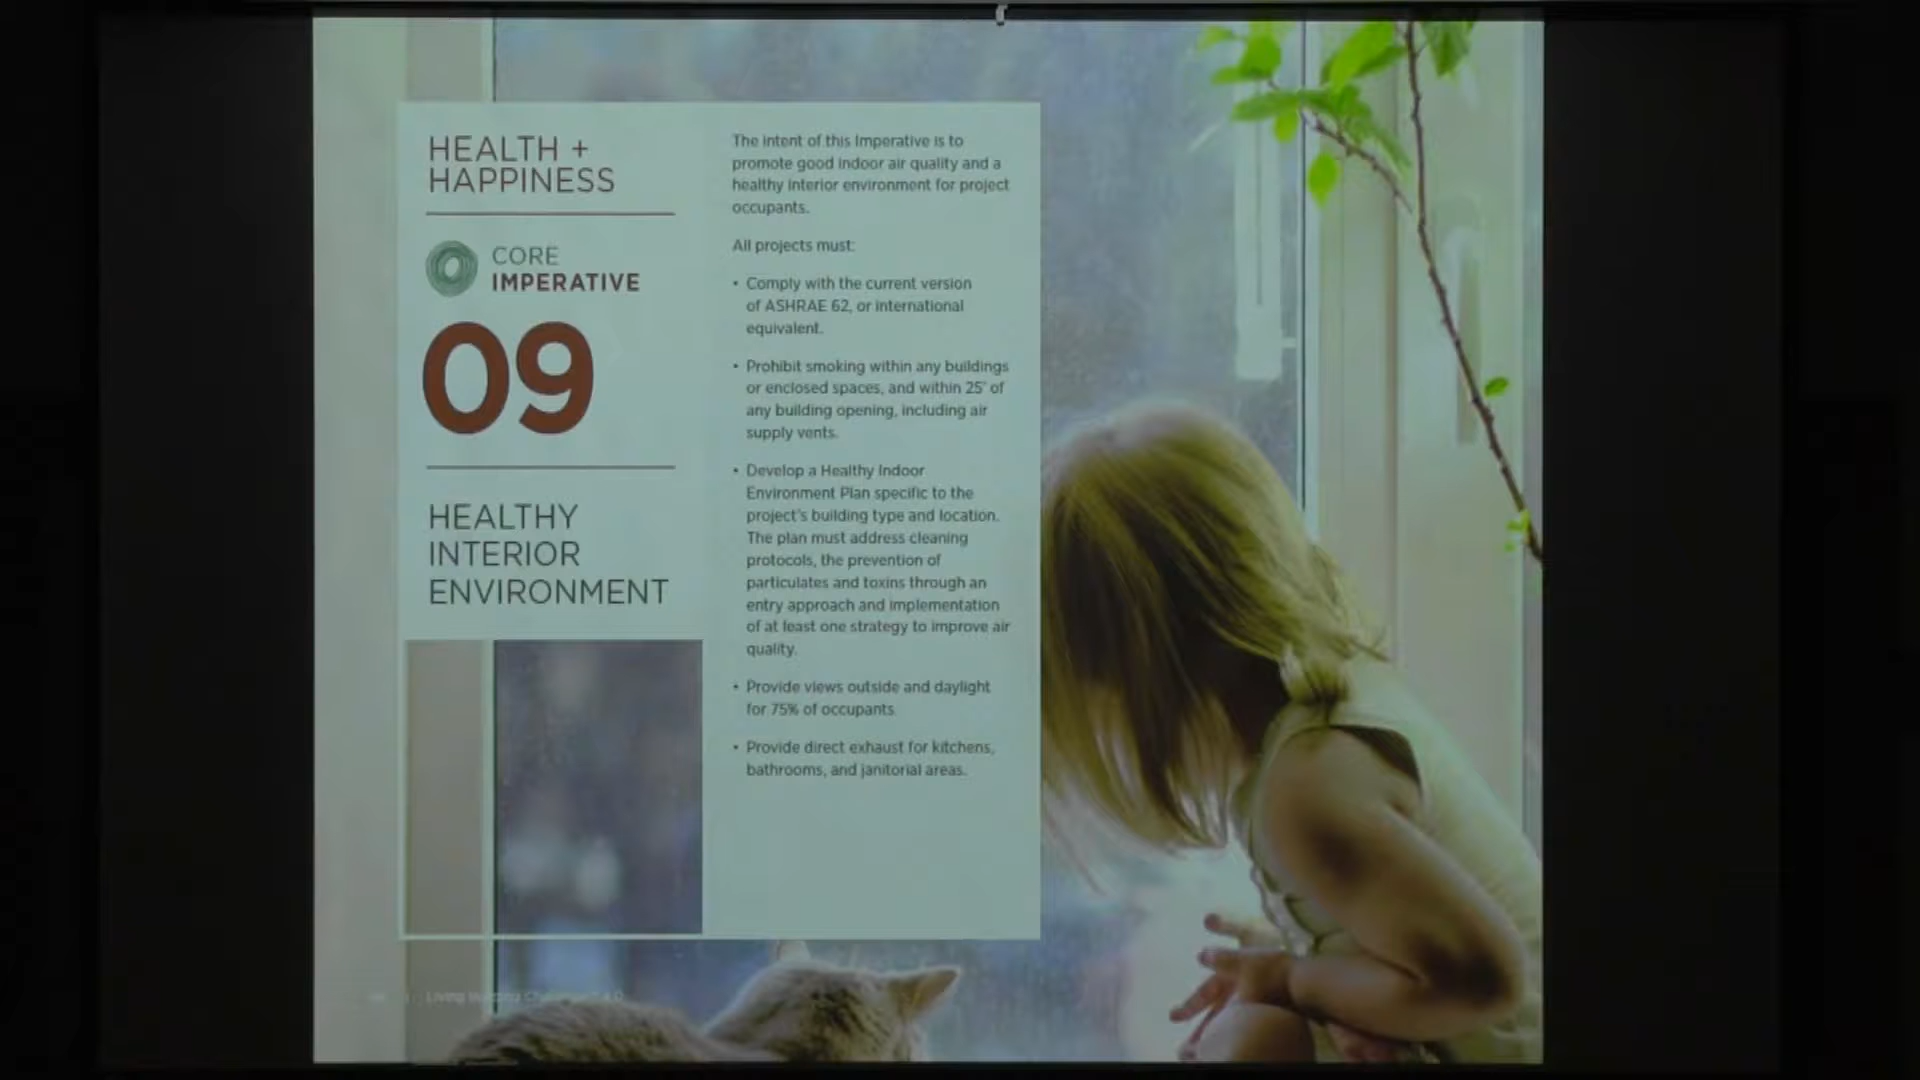 HEALTH +
HAPPINESS
CORE
IMPERATIVE
09
HEALTHY
INTERIOR
ENVIRONMENT
The intent of this Imperative is to
promote good indoor air quality and a
healthy interior environment for project
occupants.
All projects must:
• Comply with the current version
of ASHRAE 62, or international
equivalent.
• Prohibit smoking within any buildings
or enclosed spaces, and within 25' of
any building opening, including air
supply vents.
• Develop a Healthy Indoor
Environment Plan specific to the
project's building type and location.
The plan must address cleaning
protocols, the prevention of
particulates and toxins through an
entry approach and implementation
of at least one strategy to improve air
quality.
• Provide views outside and daylight
for 75% of occupants.
• Provide direct exhaust for kitchens,
bathrooms, and janitorial areas.
Living Building Challenge 4.0